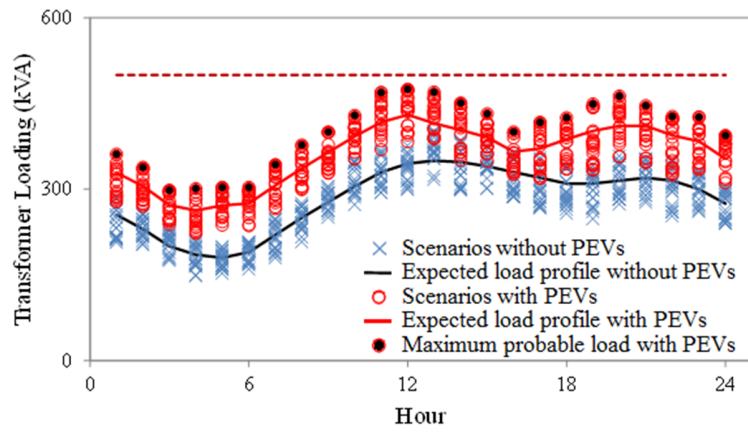 600
300
0
0
6
12
18
24
Transformer Loading (kVA)
Hour
Scenarios without PEVs
Expected load profile without PEVs
Scenarios with PEVs
Expected load profile with PEVs
Maximum probable load with PEVs